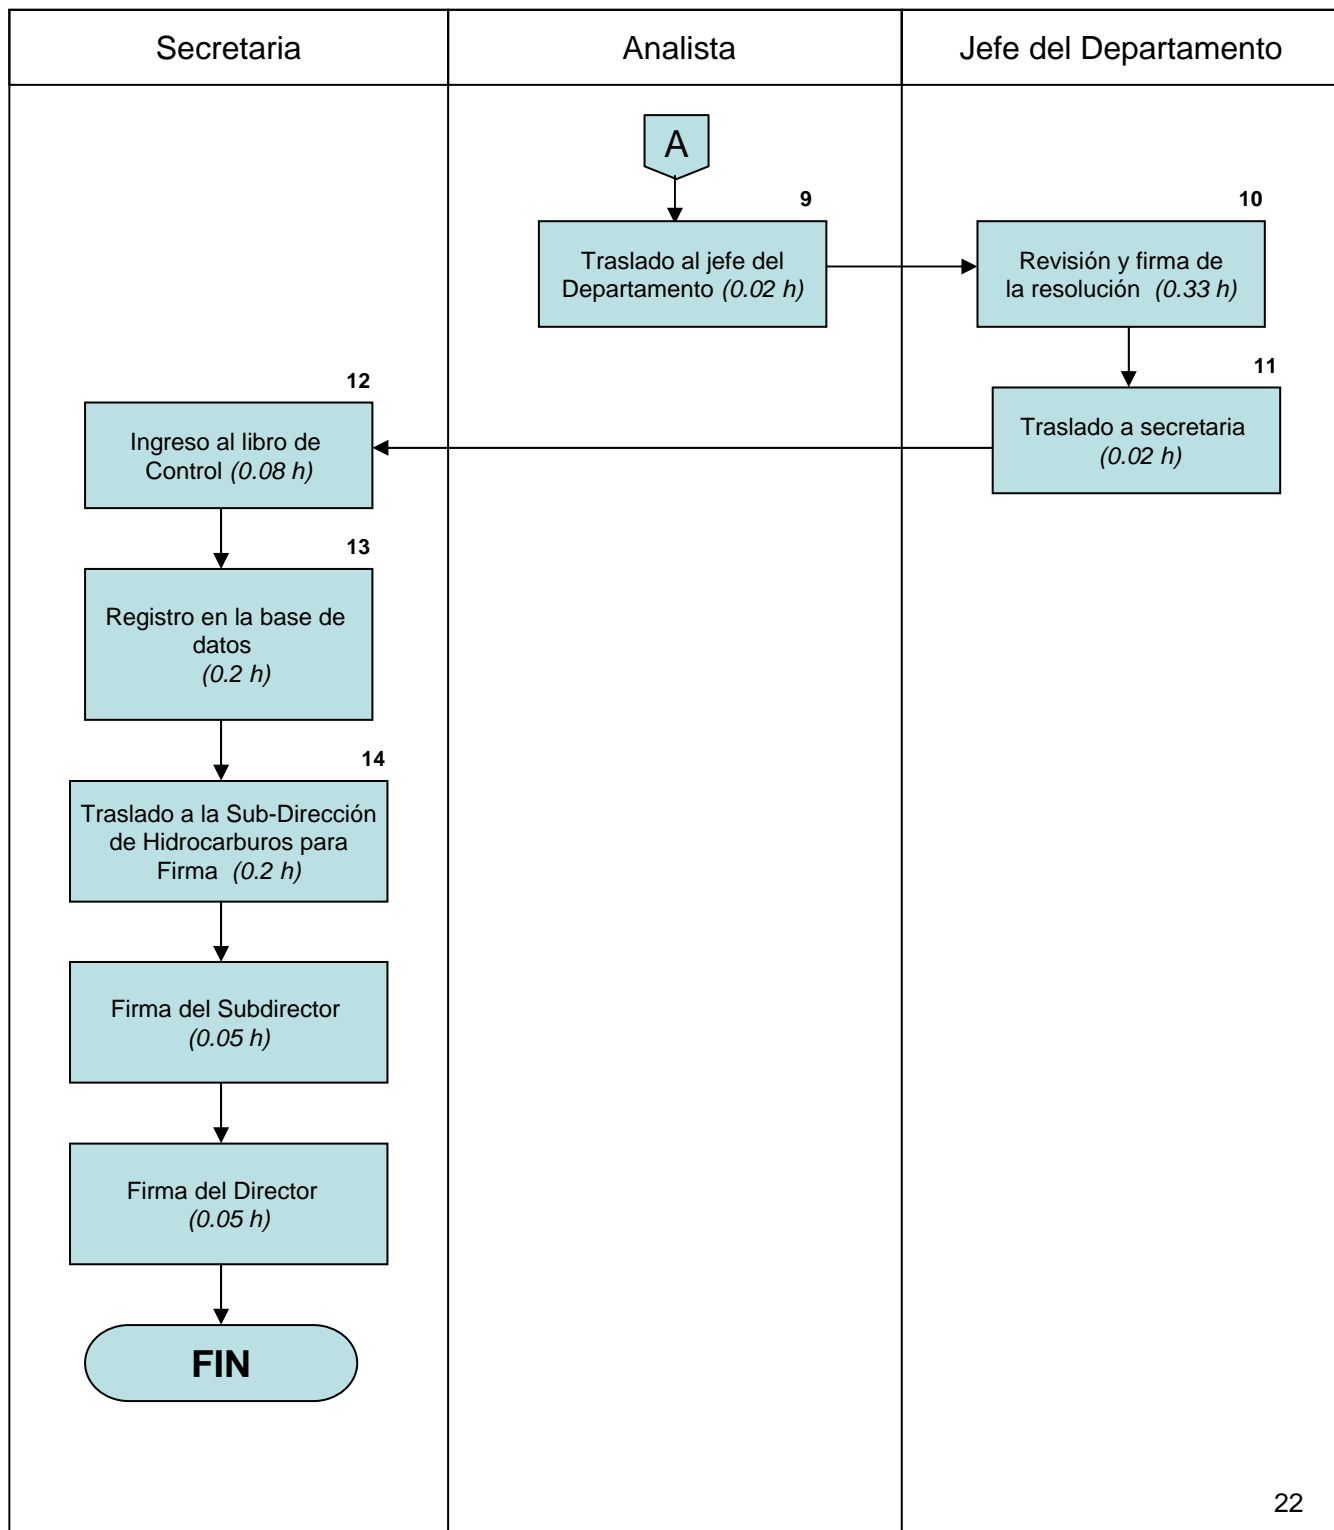 Secretaria
Analista
Jefe del Departamento
A
9
Traslado al jefe del
Departamento (0.02 h)
10
Revisión y firma de
la resolución (0.33 h)
11
Traslado a secretaria
(0.02 h)
12
Ingreso al libro de
Control (0.08 h)
13
Registro en la base de
datos
(0.2 h)
14
Traslado a la Sub-Dirección
de Hidrocarburos para
Firma (0.2 h)
Firma del Subdirector
(0.05 h)
Firma del Director
(0.05 h)
FIN
22